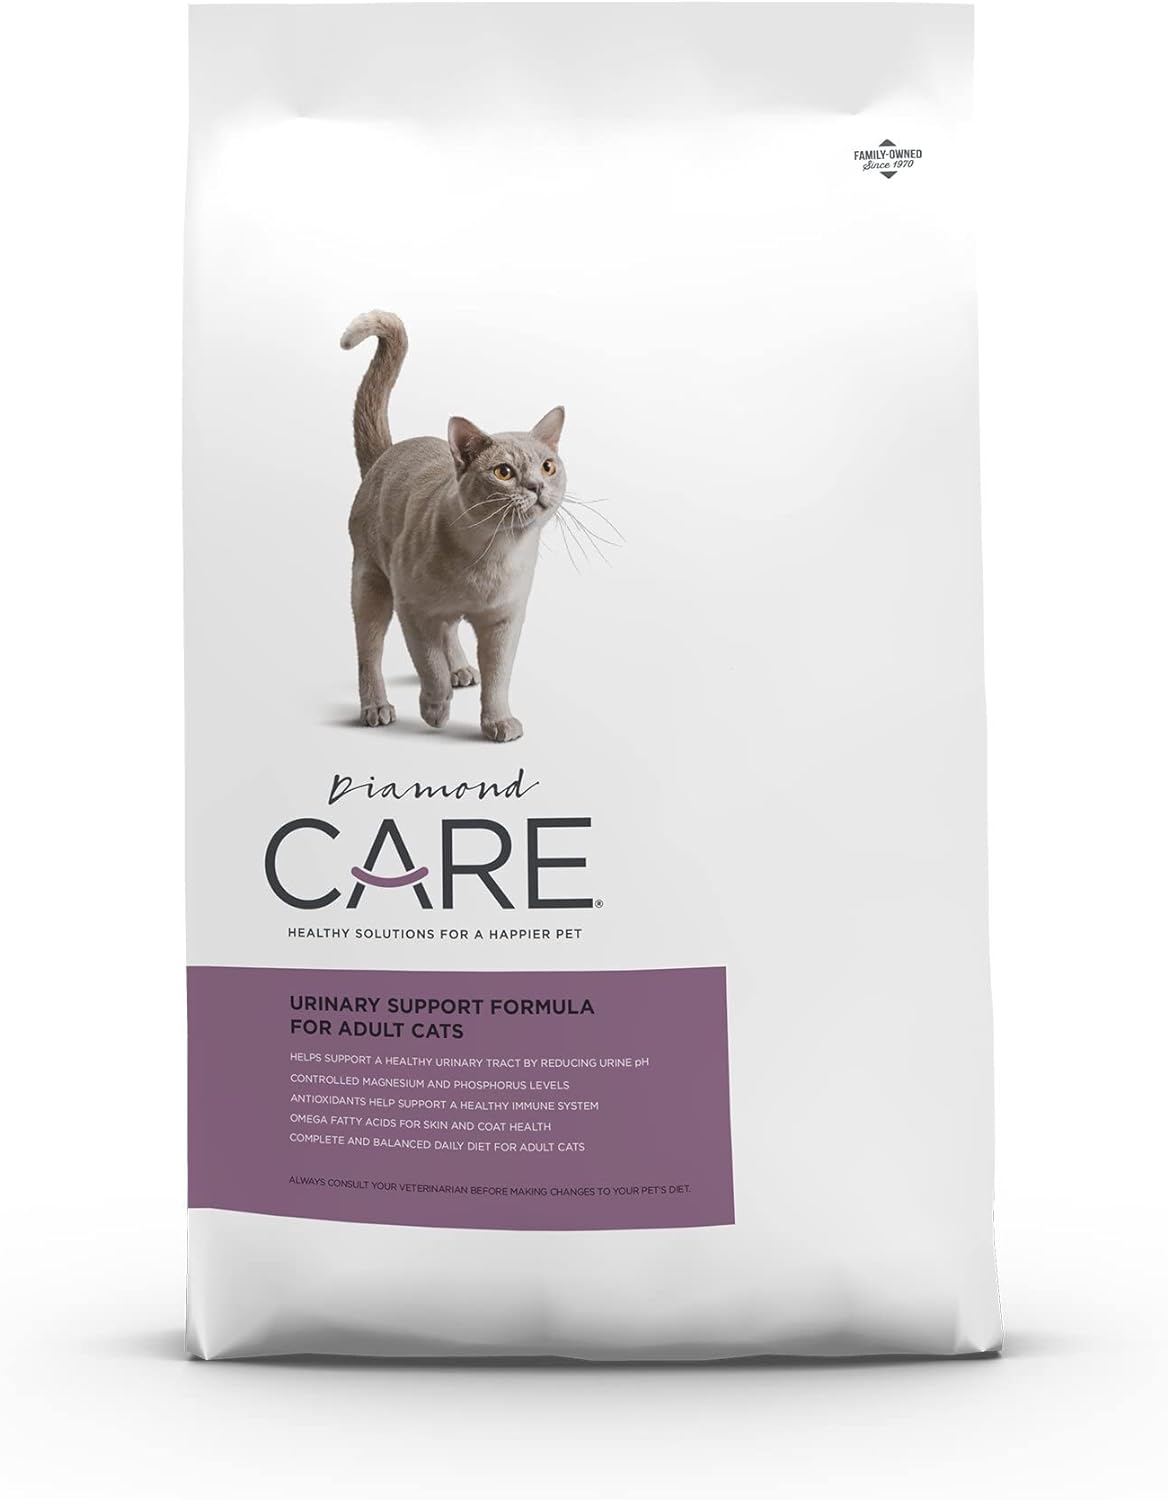 FAMILY-OWNED
Since 1970
Diamond
CARE®
HEALTHY SOLUTIONS FOR A HAPPIER PET
URINARY SUPPORT FORMULA
FOR ADULT CATS
HELPS SUPPORT A HEALTHY URINARY TRACT BY REDUCING URINE pH
CONTROLLED MAGNESIUM AND PHOSPHORUS LEVELS
ANTIOXIDANTS HELP SUPPORT A HEALTHY IMMUNE SYSTEM
OMEGA FATTY ACIDS FOR SKIN AND COAT HEALTH
COMPLETE AND BALANCED DAILY DIET FOR ADULT CATS
ALWAYS CONSULT YOUR VETERINARIAN BEFORE MAKING CHANGES TO YOUR PET'S DIET.